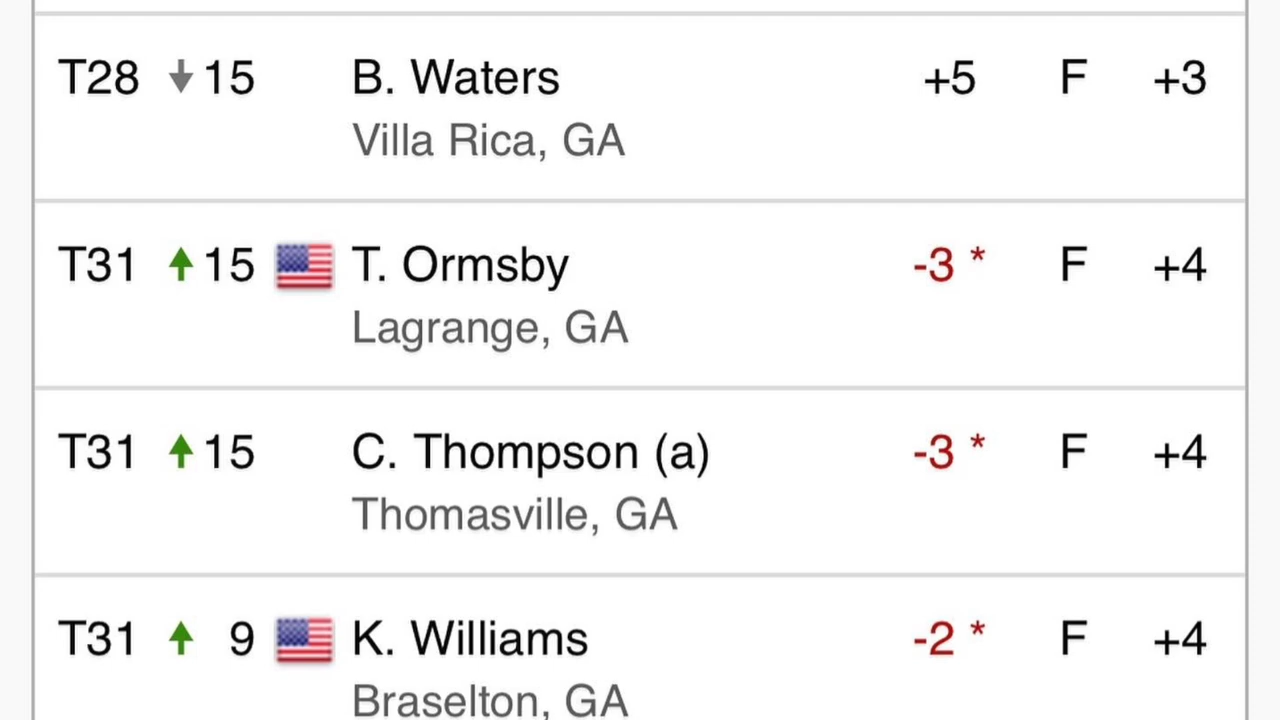 T28 ↓ 15 B. Waters +5 F +3
Villa Rica, GA
T31 ↑ 15 T. Ormsby -3 * F +4
Lagrange, GA
T31 ↑ 15 C. Thompson (a) -3 * F +4
Thomasville, GA
T31 ↑ 9 K. Williams -2 * F +4
Braselton, GA